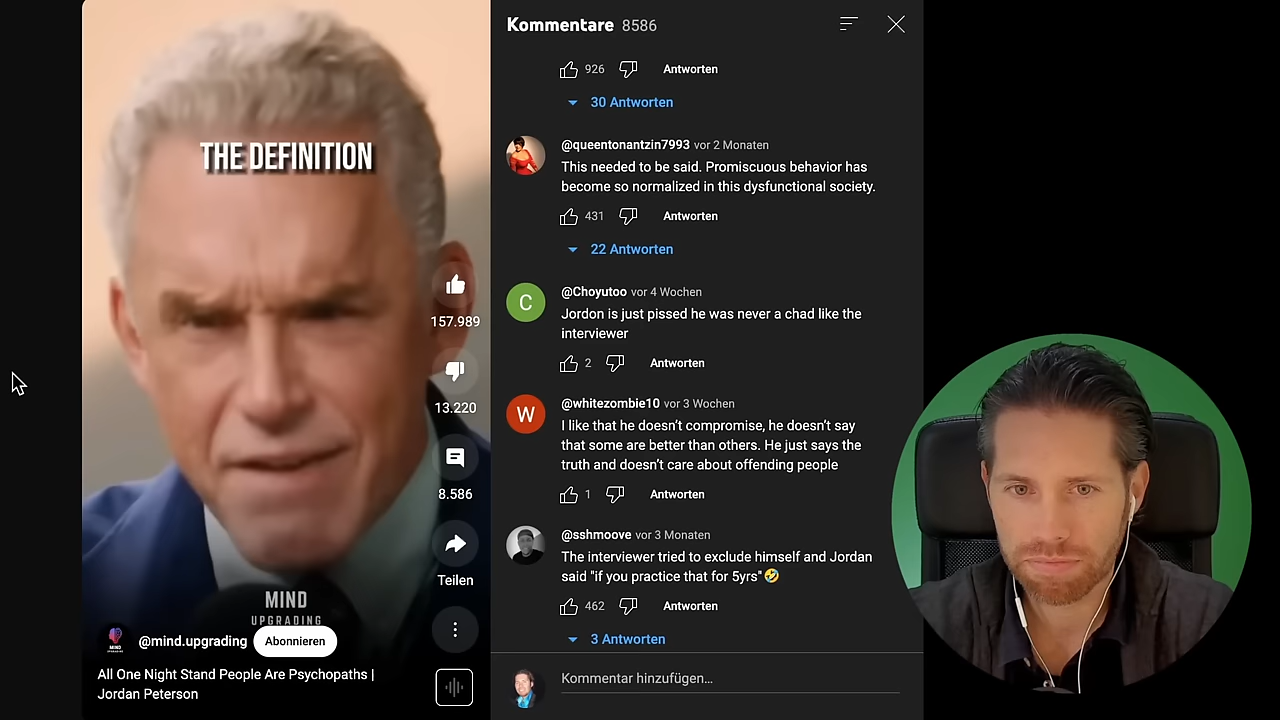 THE DEFINITION
157.989
13.220
8.586
Teilen
MIND
UPGRADING
@mind.upgrading
Abonnieren
All One Night Stand People Are Psychopaths |
Jordan Peterson
Kommentare 8586
926 Antworten
30 Antworten
@queentonantzin7993 vor 2 Monaten
This needed to be said. Promiscuous behavior has
become so normalized in this dysfunctional society.
431 Antworten
22 Antworten
C
@Choyutoo vor 4 Wochen
Jordon is just pissed he was never a chad like the
interviewer
2 Antworten
W
@whitezombie10 vor 3 Wochen
I like that he doesn’t compromise, he doesn’t say
that some are better than others. He just says the
truth and doesn’t care about offending people
1 Antworten
@sshmoove vor 3 Monaten
The interviewer tried to exclude himself and Jordan
said "if you practice that for 5yrs"🤣
462 Antworten
3 Antworten
Kommentar hinzufügen...